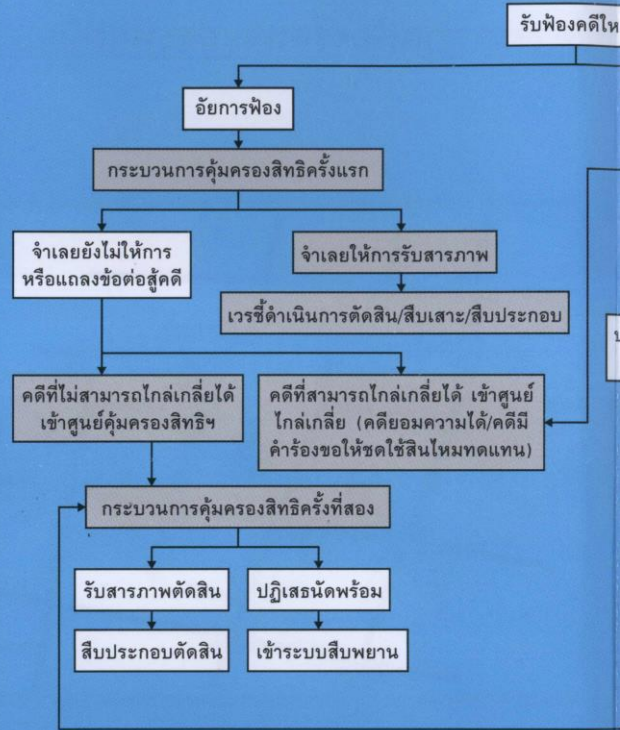 รับฟ้องคดีให
อัยการฟ้อง
กระบวนการคุ้มครองสิทธิครั้งแรก
จำเลยยังไม่ให้การ
หรือแถลงข้อต่อสู้คดี
จำเลยให้การรับสารภาพ
เวรชี้ดำเนินการตัดสิน/สืบเสาะ/สืบประกอบ
คดีที่ไม่สามารถไกล่เกลี่ยได้
เข้าศูนย์คุ้มครองสิทธิฯ
คดีที่สามารถไกล่เกลี่ยได้ เข้าศูนย์
ไกล่เกลี่ย (คดียอมความได้/คดีมี
คำร้องขอให้ชดใช้สินไหมทดแทน)
กระบวนการคุ้มครองสิทธิครั้งที่สอง
รับสารภาพตัดสิน
ปฏิเสธนัดพร้อม
สืบประกอบตัดสิน
เข้าระบบสืบพยาน